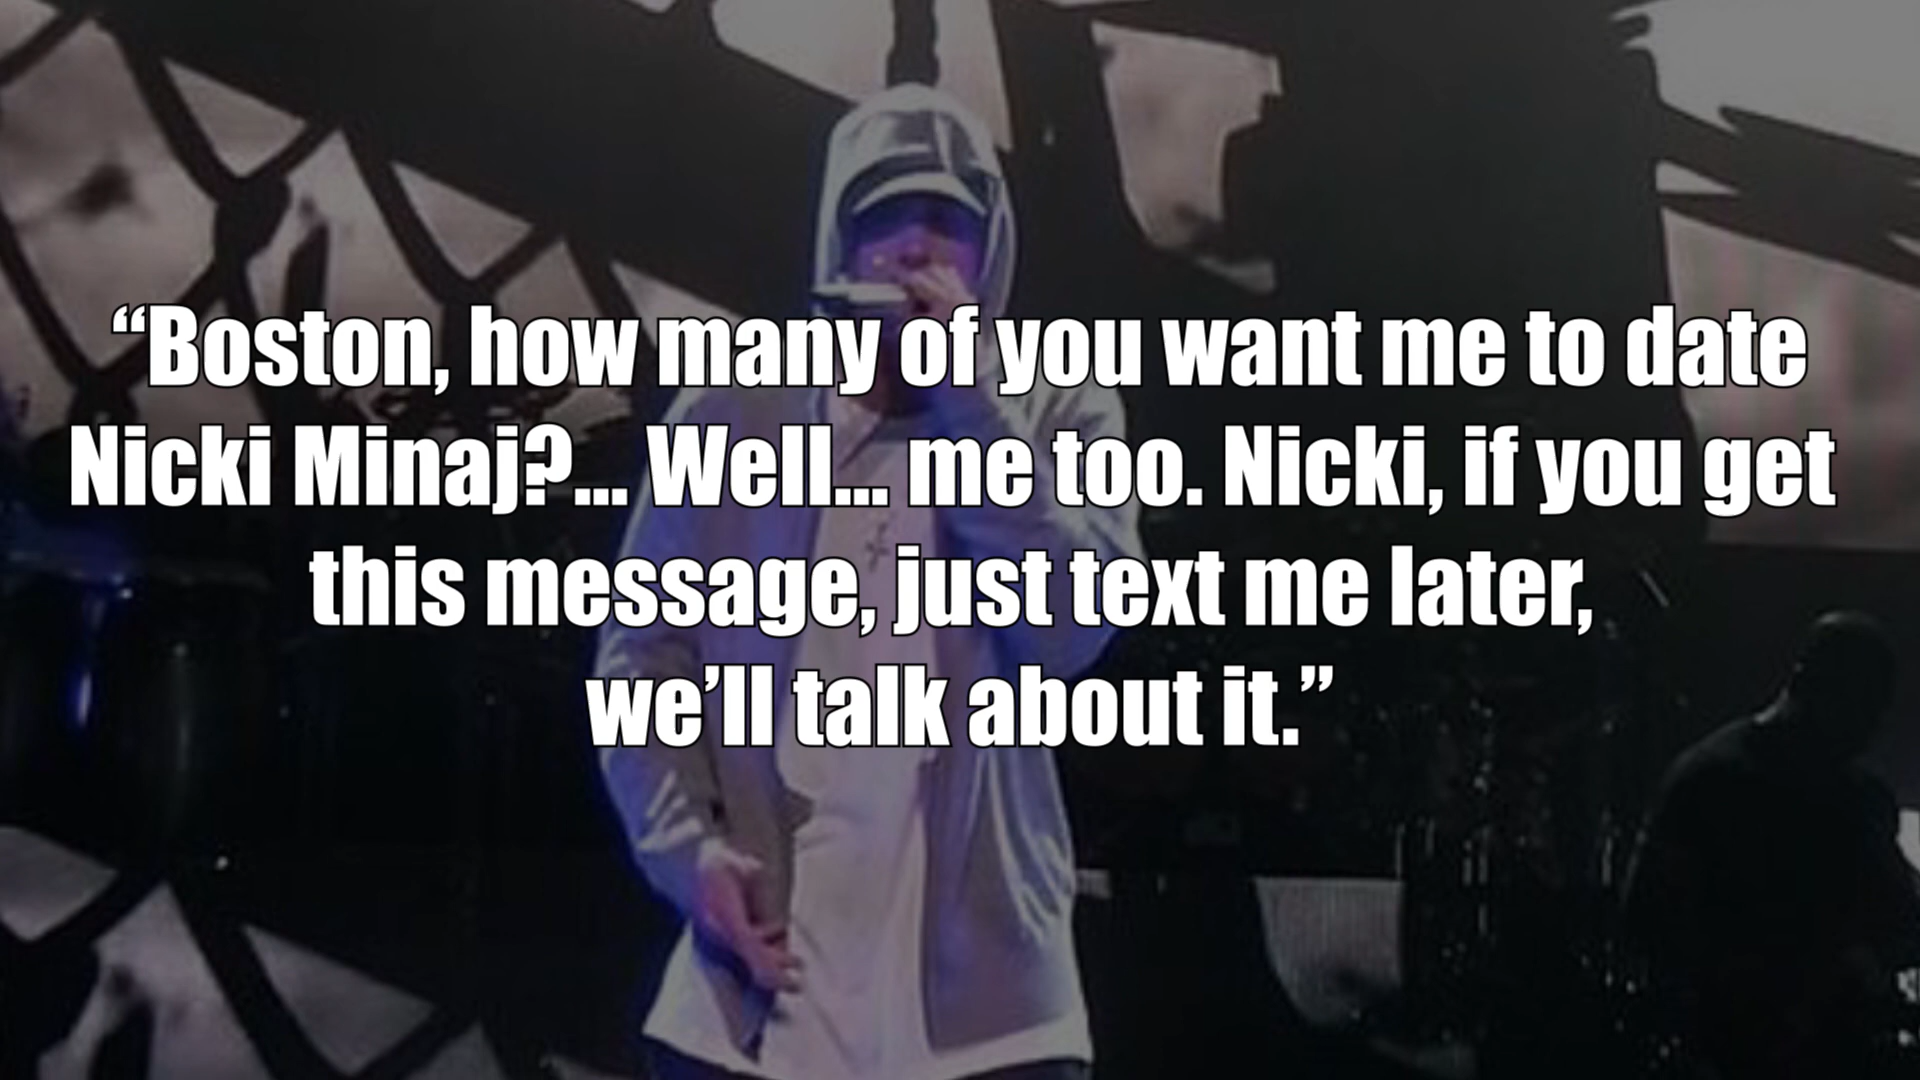 “Boston, how many of you want me to date
Nicki Minaj?... Well... me too. Nicki, if you get
this message, just text me later,
we’ll talk about it.”